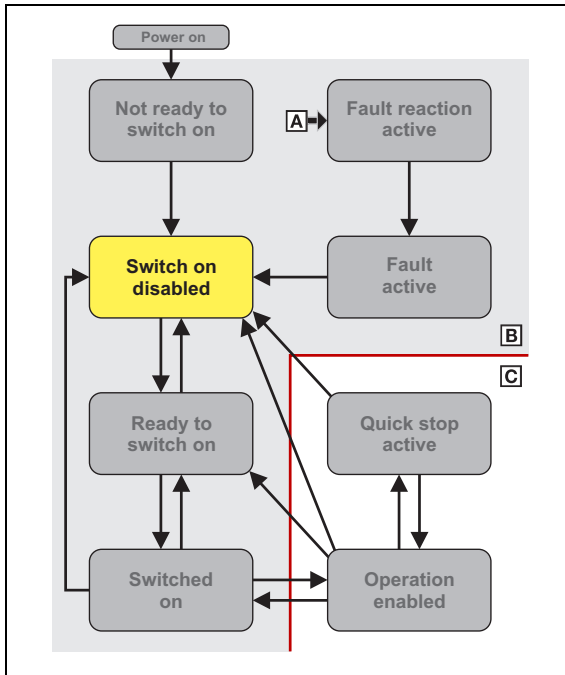 Power on
Not ready to
switch on
A
Fault reaction
active
Switch on
disabled
Fault
active
B
C
Ready to
switch on
Quick stop
active
Switched
on
Operation
enabled